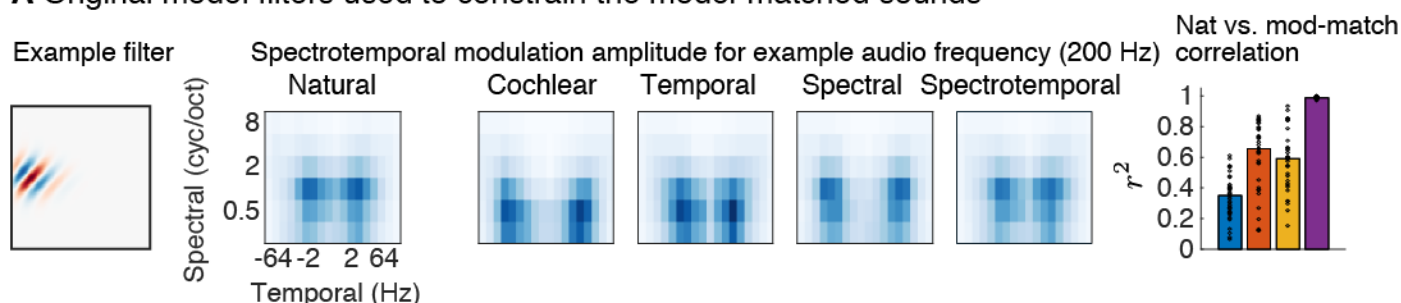 A Original model filters used to constrain the model-matched sounds
Nat vs. mod-match
correlation
Example filter
Spectrotemporal modulation amplitude for example audio frequency (200 Hz)
Natural
Cochlear
Temporal
Spectral
Spectrotemporal
Spectral (cyc/oct)
8
2
0.5
-64 -2 2 64
Temporal (Hz)
r²
1
0.8
0.6
0.4
0.2
0